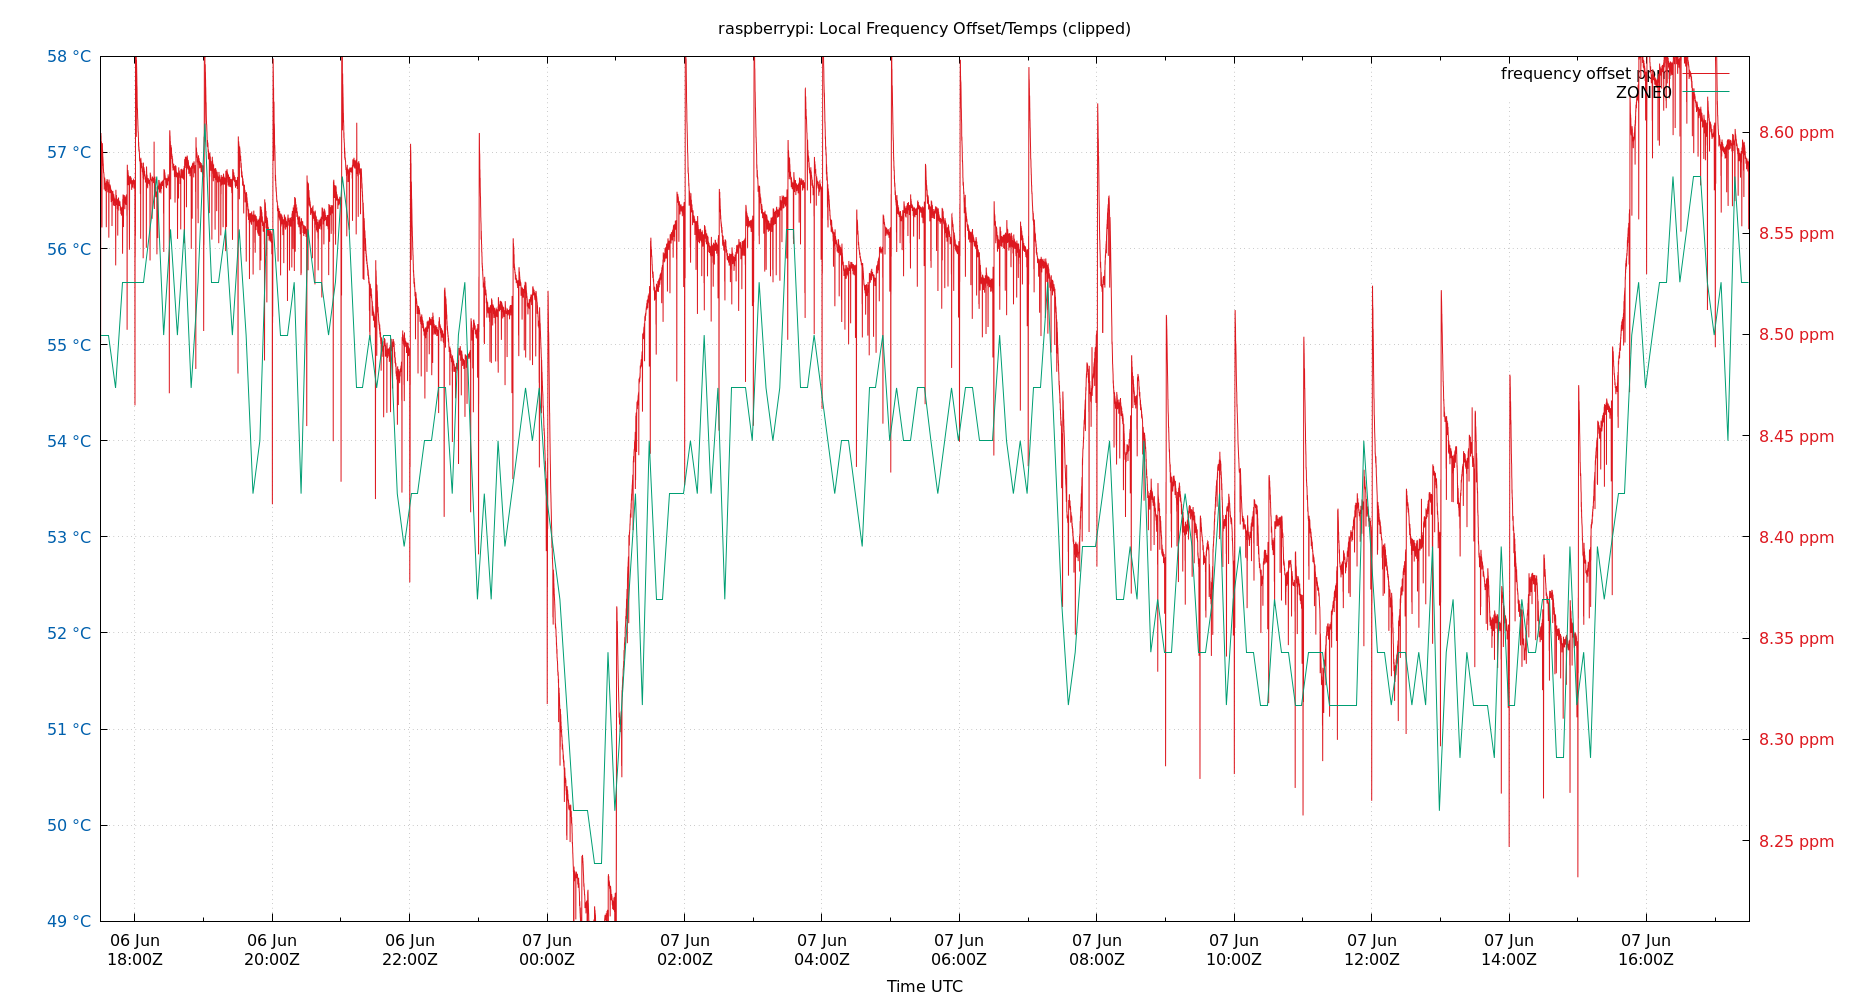 raspberrypi: Local Frequency Offset/Temps (clipped)
58 °C
57 °C
56 °C
55 °C
54 °C
53 °C
52 °C
51 °C
50 °C
49 °C
frequency offset ppm
ZONE0
8.60 ppm
8.55 ppm
8.50 ppm
8.45 ppm
8.40 ppm
8.35 ppm
8.30 ppm
8.25 ppm
06 Jun
18:00Z
06 Jun
20:00Z
06 Jun
22:00Z
07 Jun
00:00Z
07 Jun
02:00Z
07 Jun
04:00Z
07 Jun
06:00Z
07 Jun
08:00Z
07 Jun
10:00Z
07 Jun
12:00Z
07 Jun
14:00Z
07 Jun
16:00Z
Time UTC